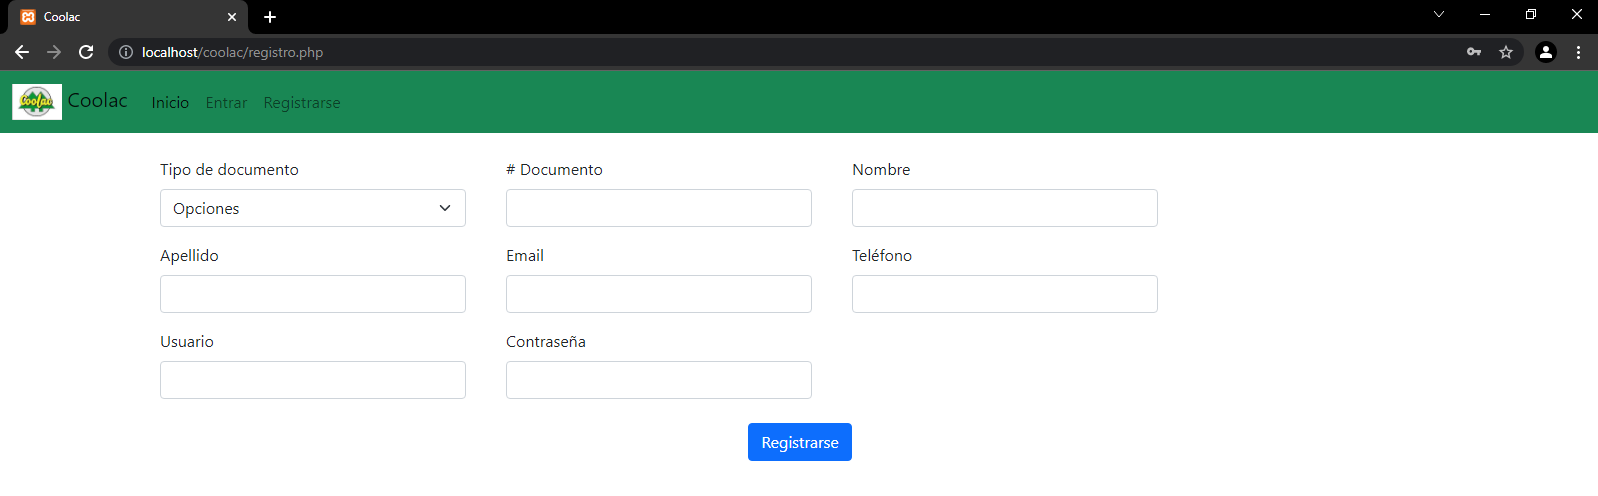 Coolac
localhost/coolac/registro.php
Coolac Coolac Inicio Entrar Registrarse
Tipo de documento # Documento Nombre
Opciones
Apellido Email Teléfono
Usuario Contraseña
Registrarse